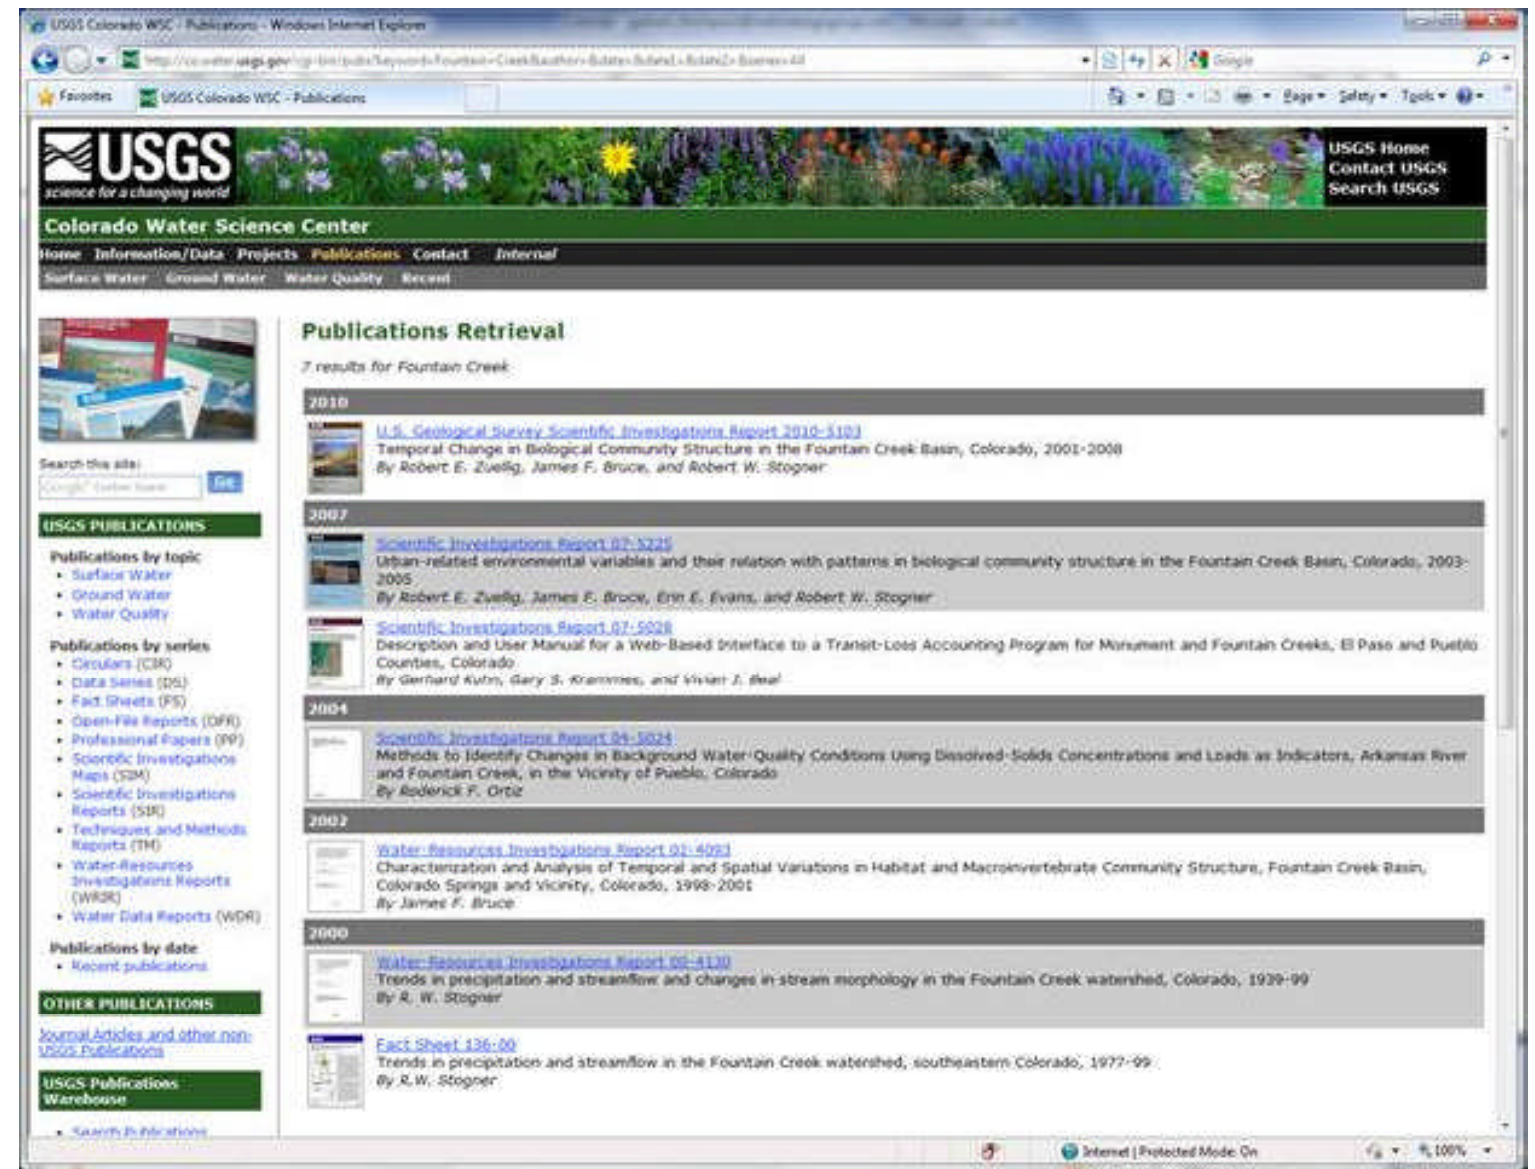 USGS Colorado WSC - Publications - Windows Internet Explorer
Google
Favorites
USGS Colorado WSC - Publications
Page
Safety
Tools
USGS
science for a changing world
USGS Home
Contact USGS
Search USGS
Colorado Water Science Center
Home Information/Data Projects Publications Contact Internal
Surface Water Ground Water Water Quality Recent
Search this site:
Go
USGS PUBLICATIONS
Publications by topic
• Surface Water
• Ground Water
• Water Quality
Publications by series
• Circulars (CIR)
• Data Series (DS)
• Fact Sheets (FS)
• Open-File Reports (OFR)
• Professional Papers (PP)
• Scientific Investigations
Maps (SIM)
• Scientific Investigations
Reports (SIR)
• Techniques and Methods
Reports (TM)
• Water-Resources
Investigations Reports
(WRIR)
• Water Data Reports (WDR)
Publications by date
• Recent publications
OTHER PUBLICATIONS
Journal Articles and other non-
USGS Publications
USGS Publications
Warehouse
• Search Publications
Publications Retrieval
7 results for Fountain Creek
2010
U.S. Geological Survey Scientific Investigations Report 2010-5103
Temporal Change in Biological Community Structure in the Fountain Creek Basin, Colorado, 2001-2008
By Robert E. Zuellig, James F. Bruce, and Robert W. Stogner
2007
Scientific Investigations Report 07-5225
Urban-related environmental variables and their relation with patterns in biological community structure in the Fountain Creek Basin, Colorado, 2003-
2005
By Robert E. Zuellig, James F. Bruce, Erin E. Evans, and Robert W. Stogner
Scientific Investigations Report 07-5028
Description and User Manual for a Web-Based Interface to a Transit-Loss Accounting Program for Monument and Fountain Creeks, El Paso and Pueblo
Counties, Colorado
By Gerhard Kuhn, Gary S. Krammes, and Vivian J. Beal
2004
Scientific Investigations Report 04-5024
Methods to Identify Changes in Background Water-Quality Conditions Using Dissolved-Solids Concentrations and Loads as Indicators, Arkansas River
and Fountain Creek, in the Vicinity of Pueblo, Colorado
By Roderick F. Ortiz
2002
Water-Resources Investigations Report 02-4093
Characterization and Analysis of Temporal and Spatial Variations in Habitat and Macroinvertebrate Community Structure, Fountain Creek Basin,
Colorado Springs and Vicinity, Colorado, 1998-2001
By James F. Bruce
2000
Water-Resources Investigations Report 00-4130
Trends in precipitation and streamflow and changes in stream morphology in the Fountain Creek watershed, Colorado, 1939-99
By R. W. Stogner
Fact Sheet 136-00
Trends in precipitation and streamflow in the Fountain Creek watershed, southeastern Colorado, 1977-99
By R.W. Stogner
Internet | Protected Mode: On
100%